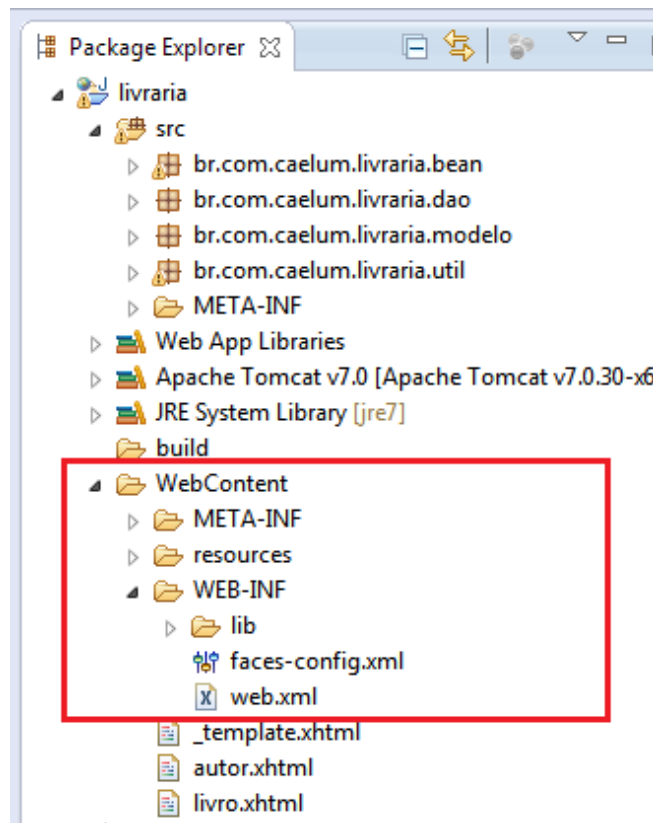 Package Explorer
livraria
src
br.com.caelum.livraria.bean
br.com.caelum.livraria.dao
br.com.caelum.livraria.modelo
br.com.caelum.livraria.util
META-INF
Web App Libraries
Apache Tomcat v7.0 [Apache Tomcat v7.0.30-x6
JRE System Library [jre7]
build
WebContent
META-INF
resources
WEB-INF
lib
faces-config.xml
web.xml
_template.xhtml
autor.xhtml
livro.xhtml